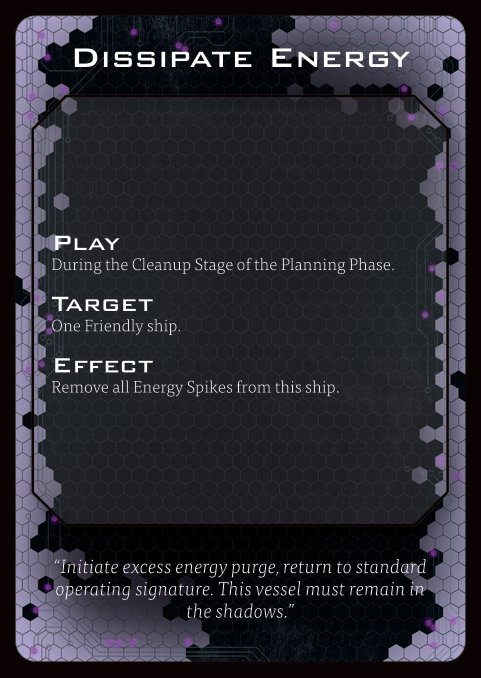 Dissipate Energy
Play
During the Cleanup Stage of the Planning Phase.
Target
One Friendly ship.
Effect
Remove all Energy Spikes from this ship.
“Initiate excess energy purge, return to standard
operating signature. This vessel must remain in
the shadows.”